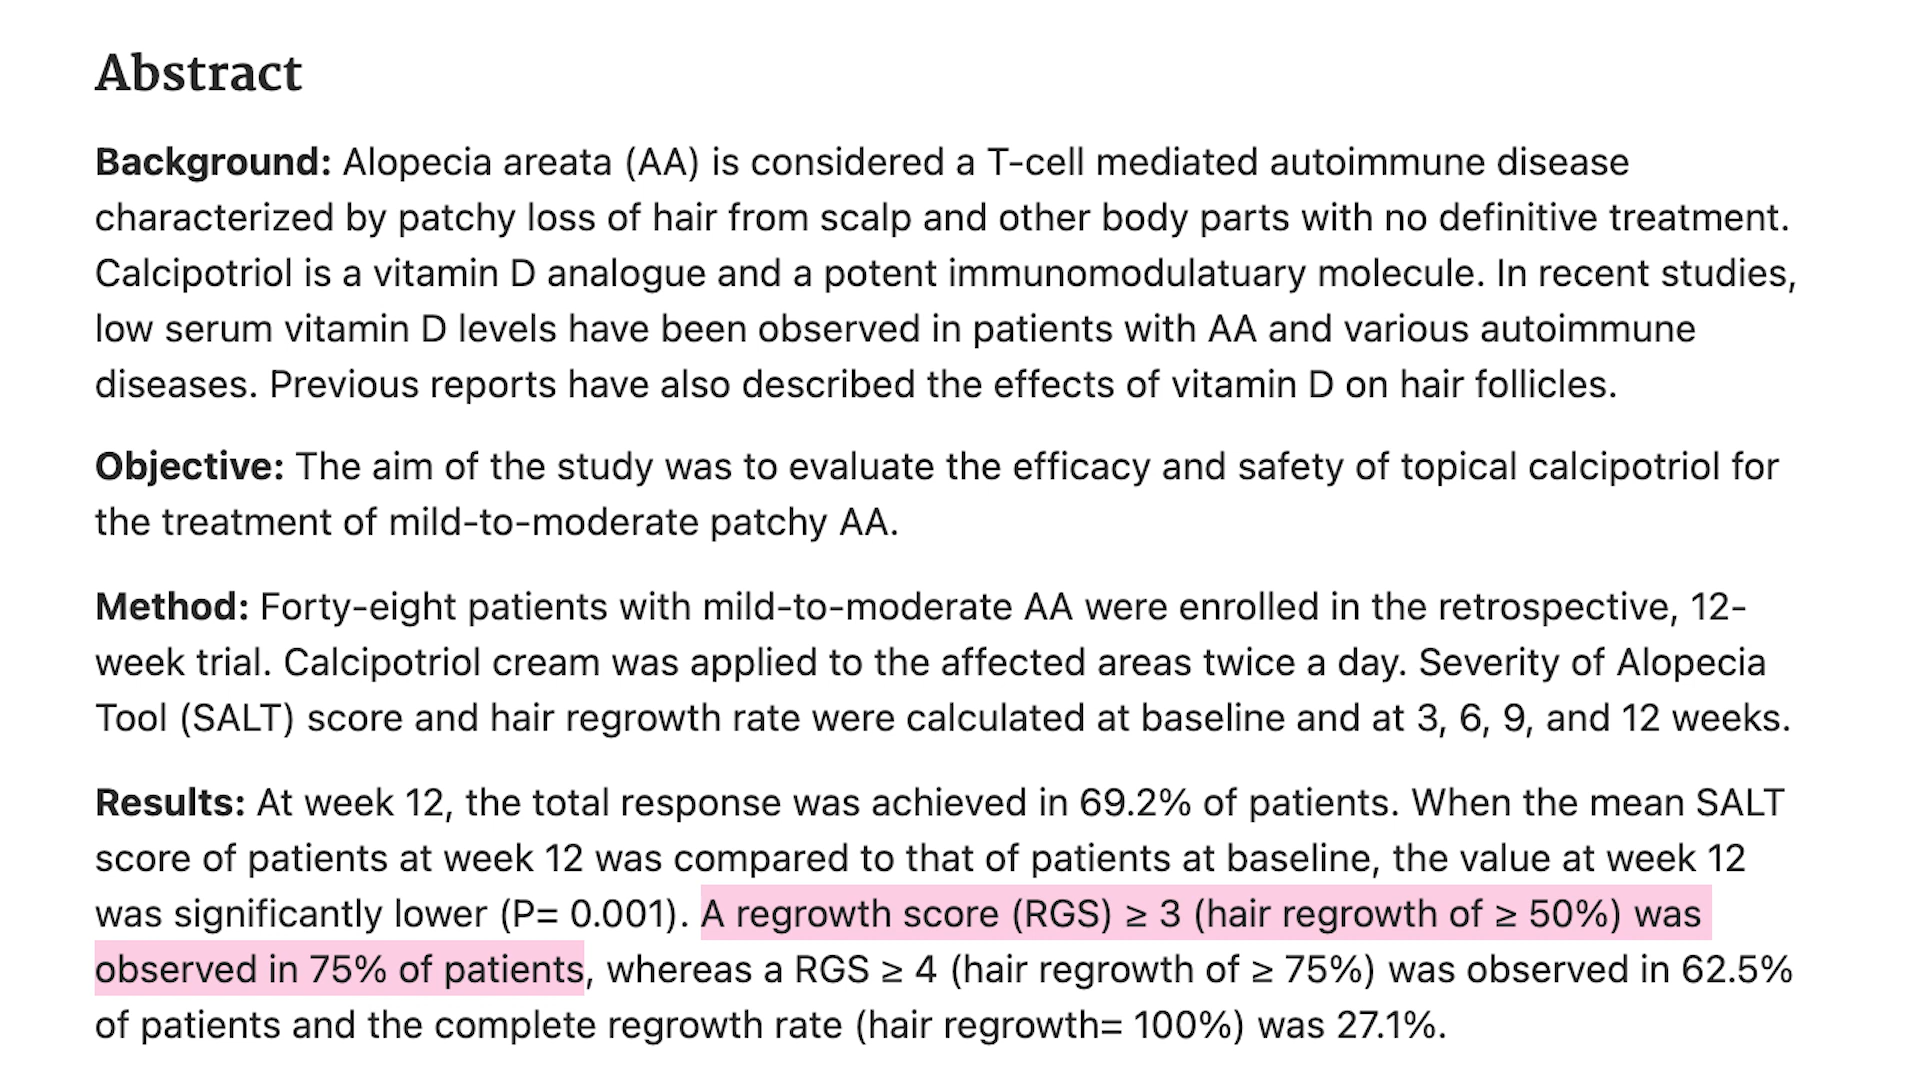 Abstract
Background: Alopecia areata (AA) is considered a T-cell mediated autoimmune disease
characterized by patchy loss of hair from scalp and other body parts with no definitive treatment.
Calcipotriol is a vitamin D analogue and a potent immunomodulatuary molecule. In recent studies,
low serum vitamin D levels have been observed in patients with AA and various autoimmune
diseases. Previous reports have also described the effects of vitamin D on hair follicles.
Objective: The aim of the study was to evaluate the efficacy and safety of topical calcipotriol for
the treatment of mild-to-moderate patchy AA.
Method: Forty-eight patients with mild-to-moderate AA were enrolled in the retrospective, 12-
week trial. Calcipotriol cream was applied to the affected areas twice a day. Severity of Alopecia
Tool (SALT) score and hair regrowth rate were calculated at baseline and at 3, 6, 9, and 12 weeks.
Results: At week 12, the total response was achieved in 69.2% of patients. When the mean SALT
score of patients at week 12 was compared to that of patients at baseline, the value at week 12
was significantly lower (P= 0.001). A regrowth score (RGS) ≥ 3 (hair regrowth of ≥ 50%) was
observed in 75% of patients, whereas a RGS ≥ 4 (hair regrowth of ≥ 75%) was observed in 62.5%
of patients and the complete regrowth rate (hair regrowth= 100%) was 27.1%.